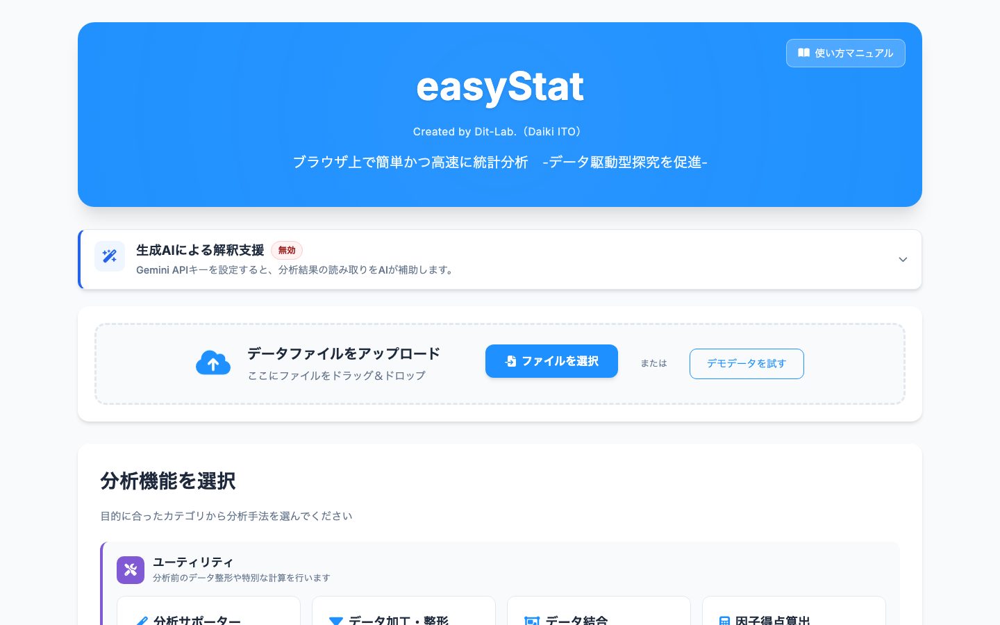 使い方マニュアル
easyStat
Created by Dit-Lab.（Daiki ITO）
ブラウザ上で簡単かつ高速に統計分析　-データ駆動型探究を促進-
生成AIによる解釈支援 無効
Gemini APIキーを設定すると、分析結果の読み取りをAIが補助します。
データファイルをアップロード
ここにファイルをドラッグ＆ドロップ
ファイルを選択
または
デモデータを試す
分析機能を選択
目的に合ったカテゴリから分析手法を選んでください
ユーティリティ
分析前のデータ整形や特別な計算を行います
分析サポーター
データ加工・整形
データ結合
因子得点算出